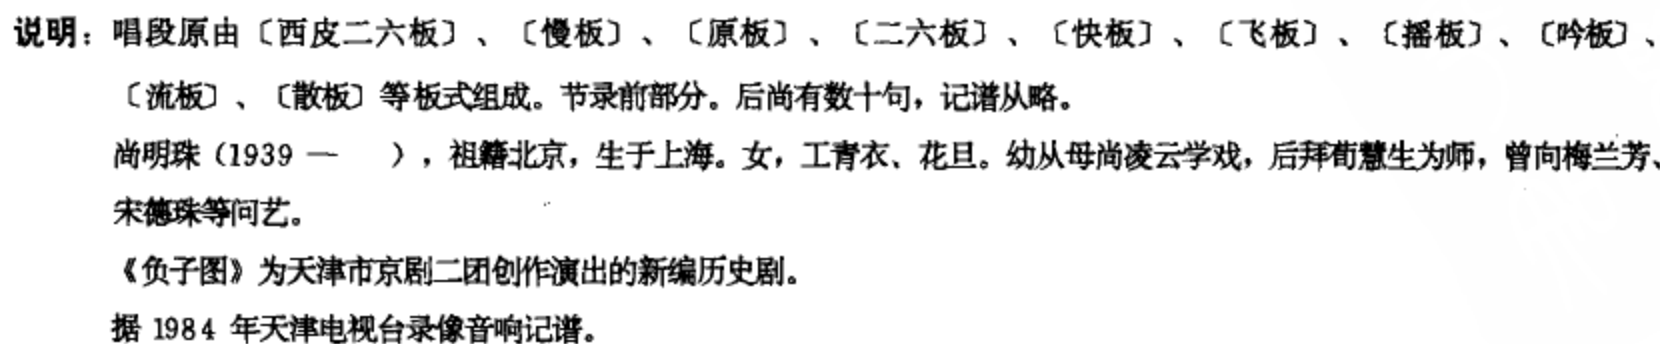 说明：唱段原由〔西皮二六板〕、〔慢板〕、〔原板〕、〔二六板〕、〔快板〕、〔飞板〕、〔摇板〕、〔吟板〕、
〔流板〕、〔散板〕等板式组成。节录前部分。后尚有数十句，记谱从略。
尚明珠（1939 —　　），祖籍北京，生于上海。女，工青衣、花旦。幼从母尚凌云学戏，后拜荀慧生为师，曾向梅兰芳、
宋德珠等问艺。
《负子图》为天津市京剧二团创作演出的新编历史剧。
据 1984 年天津电视台录像音响记谱。